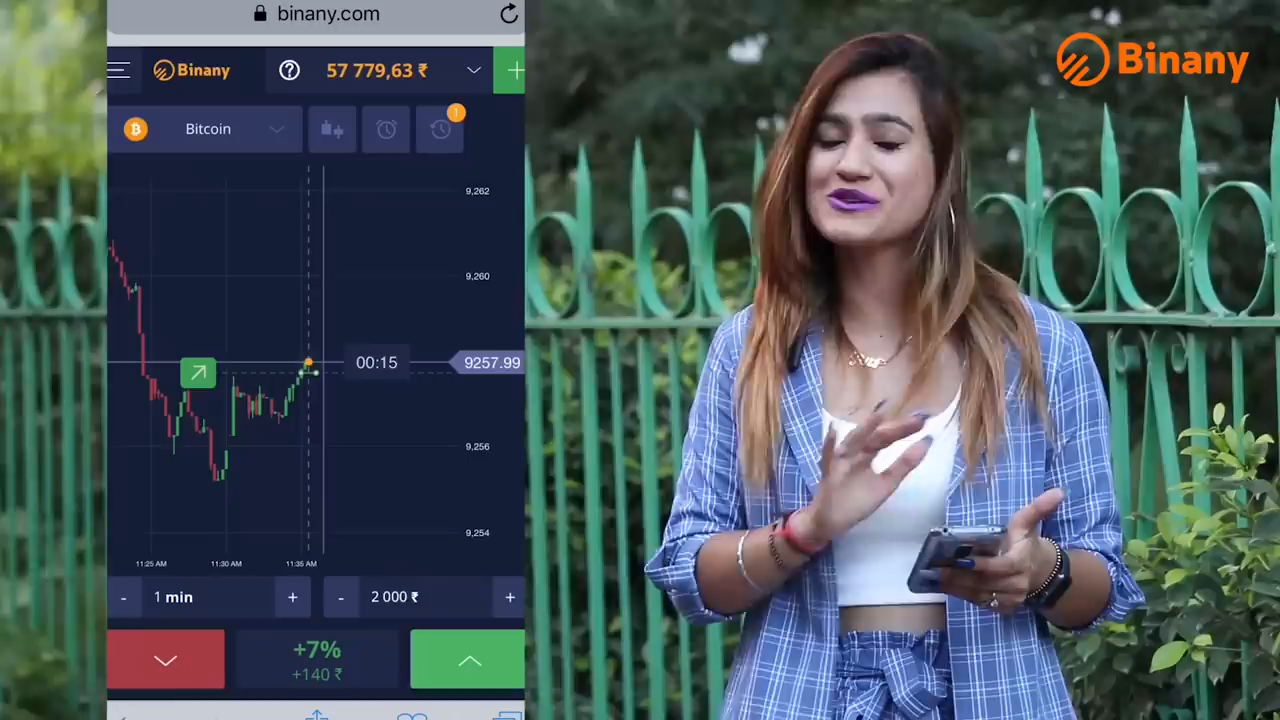 binany.com
Binany
57 779,63 ₹
1
Bitcoin
9,262
9,260
00:15
9257.99
9,256
9,254
11:25 AM
11:30 AM
11:35 AM
- 1 min +
- 2 000 ₹ +
+7%
+140 ₹
Binany